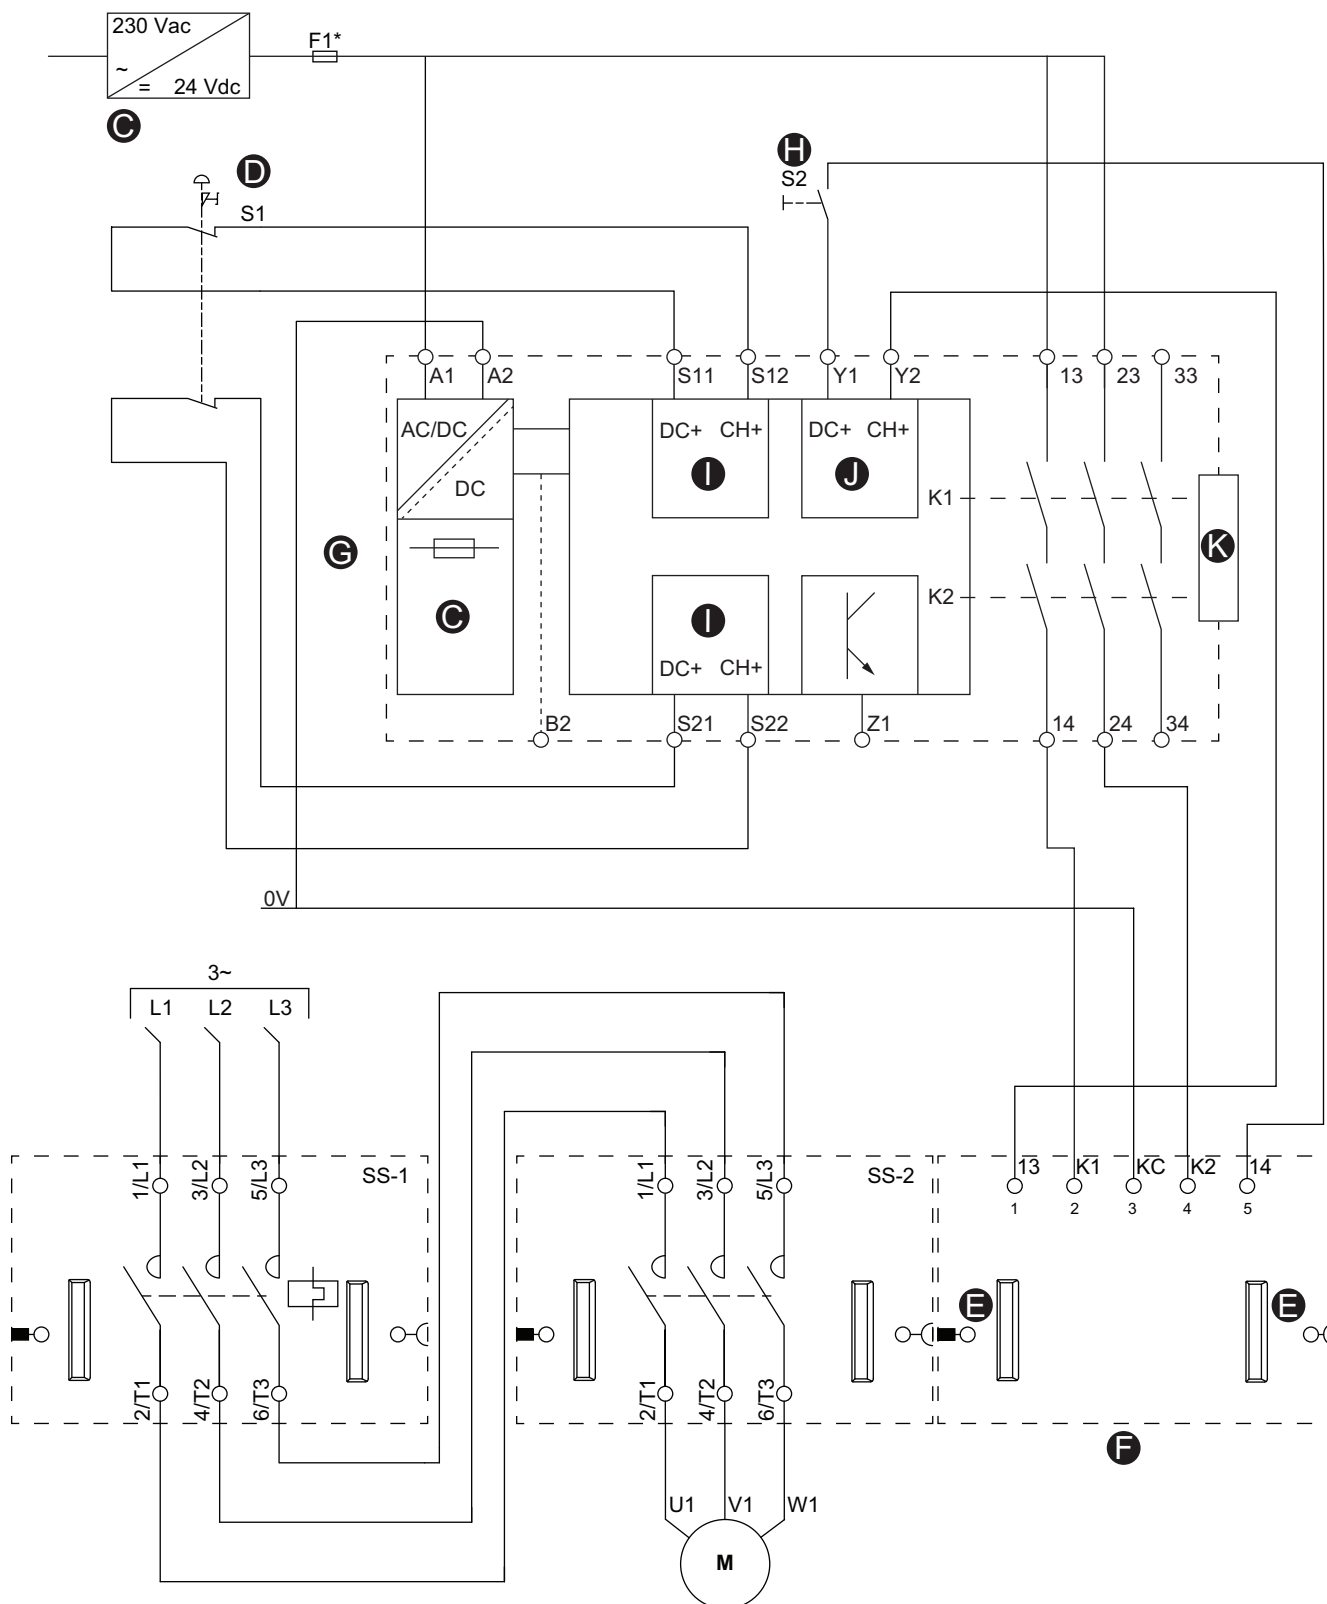 230 Vac
~
= 24 Vdc
F1*
C
D
S1
H
S2
A1 A2 S11 S12 Y1 Y2 13 23 33
AC/DC
DC
DC+ CH+
I
DC+ CH+
J
K1
G
K
C
I
DC+ CH+
K2
B2 S21 S22 Z1 14 24 34
0V
3~
L1 L2 L3
1/L1 3/L2 5/L3 SS-1
1/L1 3/L2 5/L3 SS-2
13 K1 KC K2 14
1 2 3 4 5
E E
2/T1 4/T2 6/T3
2/T1 4/T2 6/T3
F
U1 V1 W1
M